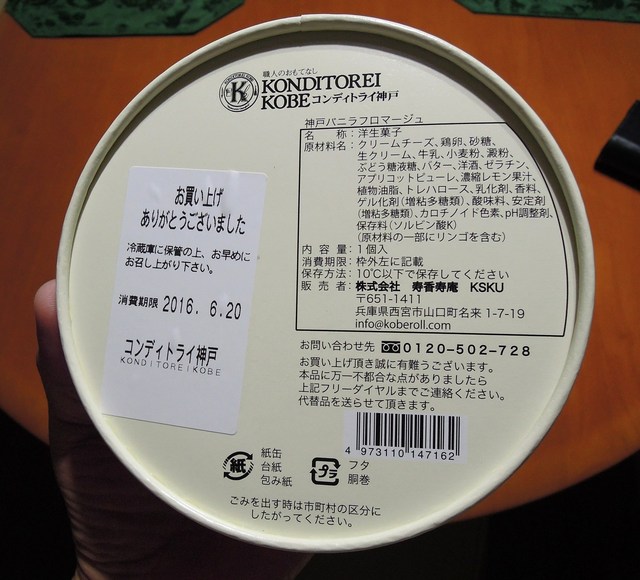 職人のおもてなし
K
KONDITOREI
KOBE コンディトライ神戸
神戸バニラフロマージュ
名 称：洋生菓子
原材料名：クリームチーズ、鶏卵、砂糖、
生クリーム、牛乳、小麦粉、澱粉、
ぶどう糖液糖、バター、洋酒、ゼラチン、
アプリコットピューレ、濃縮レモン果汁、
植物油脂、トレハロース、乳化剤、香料、
ゲル化剤(増粘多糖類)、酸味料、安定剤
(増粘多糖類)、カロチノイド色素、pH調整剤、
保存料(ソルビン酸K)
(原材料の一部にリンゴを含む)
内 容 量：1個入
消費期限：枠外左に記載
保存方法：10℃以下で保存してください
販 売 者：株式会社 寿香寿庵 KSKU
〒651-1411
兵庫県西宮市山口町名来 1-7-19
info@koberoll.com
お問い合わせ先 0120-502-728
お買い上げ頂き誠に有難うございます。
本品に万一不都合な点がありましたら
上記フリーダイヤルまでご連絡ください。
代替品を送らせて頂きます。
4 973110 147162
お買い上げ
ありがとうございました
冷蔵庫に保管の上、お早めに
お召し上がり下さい。
消費期限 2016. 6.20
コンディトライ神戸
KONDITOREI KOBE
紙
紙缶
台紙
包み紙
プラ
フタ
胴巻
ごみを出す時は市町村の区分に
したがってください。